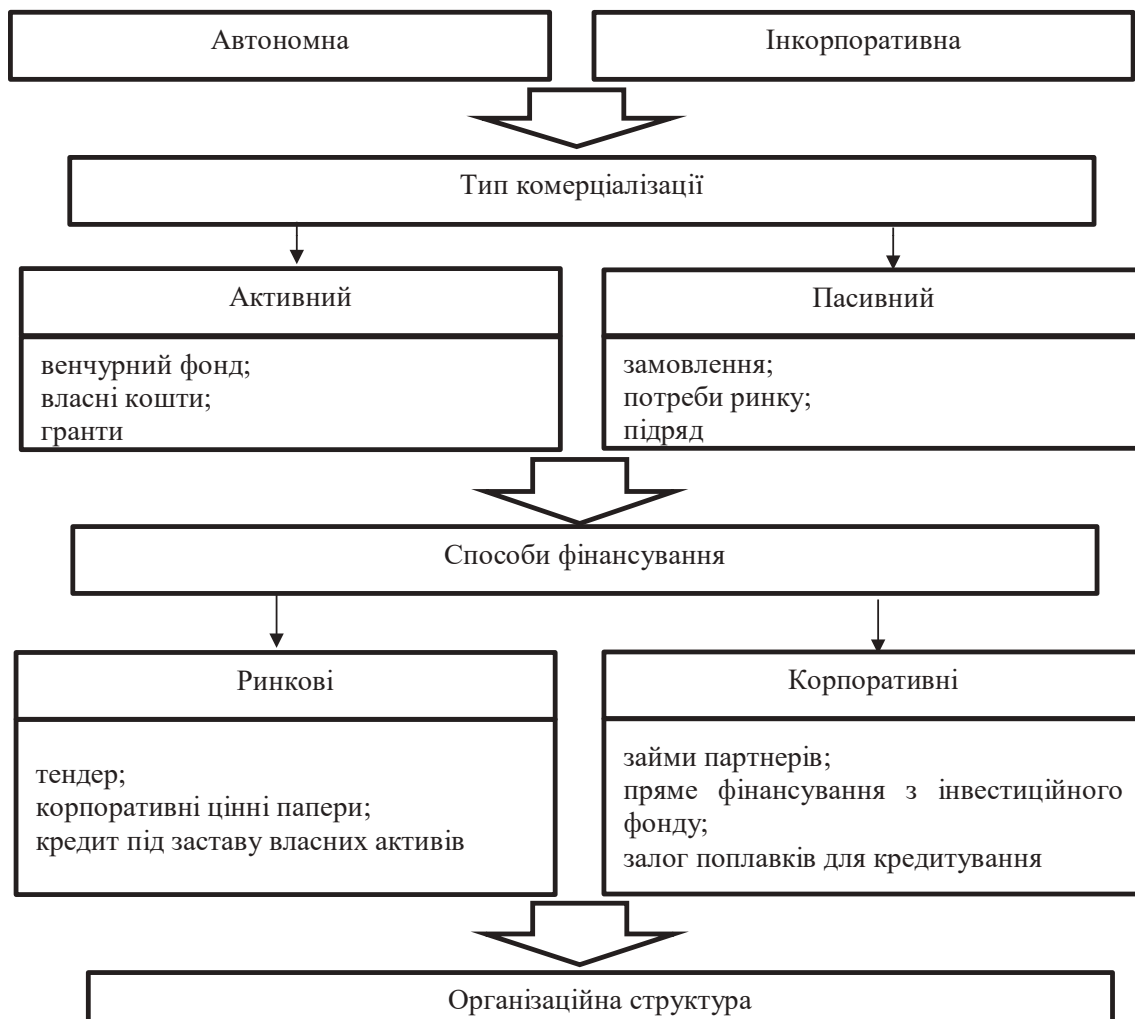 Автономна
Інкорпоративна
Тип комерціалізації
Активний
венчурний фонд;
власні кошти;
гранти
Пасивний
замовлення;
потреби ринку;
підряд
Способи фінансування
Ринкові
тендер;
корпоративні цінні папери;
кредит під заставу власних активів
Корпоративні
займи партнерів;
пряме фінансування з інвестиційного
фонду;
залог поплавків для кредитування
Організаційна структура